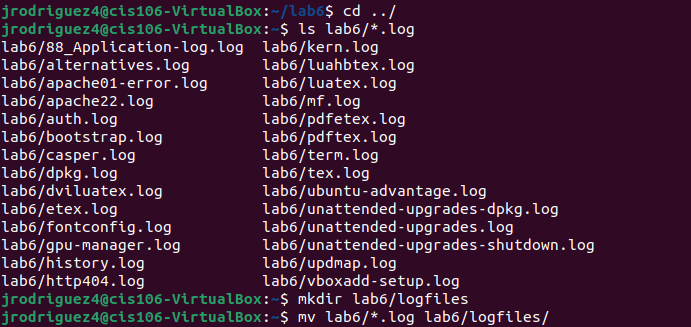 jrodriguez4@cis106-VirtualBox:~/lab6$ cd ../
jrodriguez4@cis106-VirtualBox:~$ ls lab6/*.log
lab6/88_Application-log.log    lab6/kern.log
lab6/alternatives.log          lab6/luahbtex.log
lab6/apache01-error.log        lab6/luatex.log
lab6/apache22.log              lab6/mf.log
lab6/auth.log                  lab6/pdfetex.log
lab6/bootstrap.log             lab6/pdftex.log
lab6/casper.log                lab6/term.log
lab6/dpkg.log                  lab6/tex.log
lab6/dviluatex.log             lab6/ubuntu-advantage.log
lab6/etex.log                  lab6/unattended-upgrades-dpkg.log
lab6/fontconfig.log            lab6/unattended-upgrades.log
lab6/gpu-manager.log           lab6/unattended-upgrades-shutdown.log
lab6/history.log               lab6/updmap.log
lab6/http404.log               lab6/vboxadd-setup.log
jrodriguez4@cis106-VirtualBox:~$ mkdir lab6/logfiles
jrodriguez4@cis106-VirtualBox:~$ mv lab6/*.log lab6/logfiles/